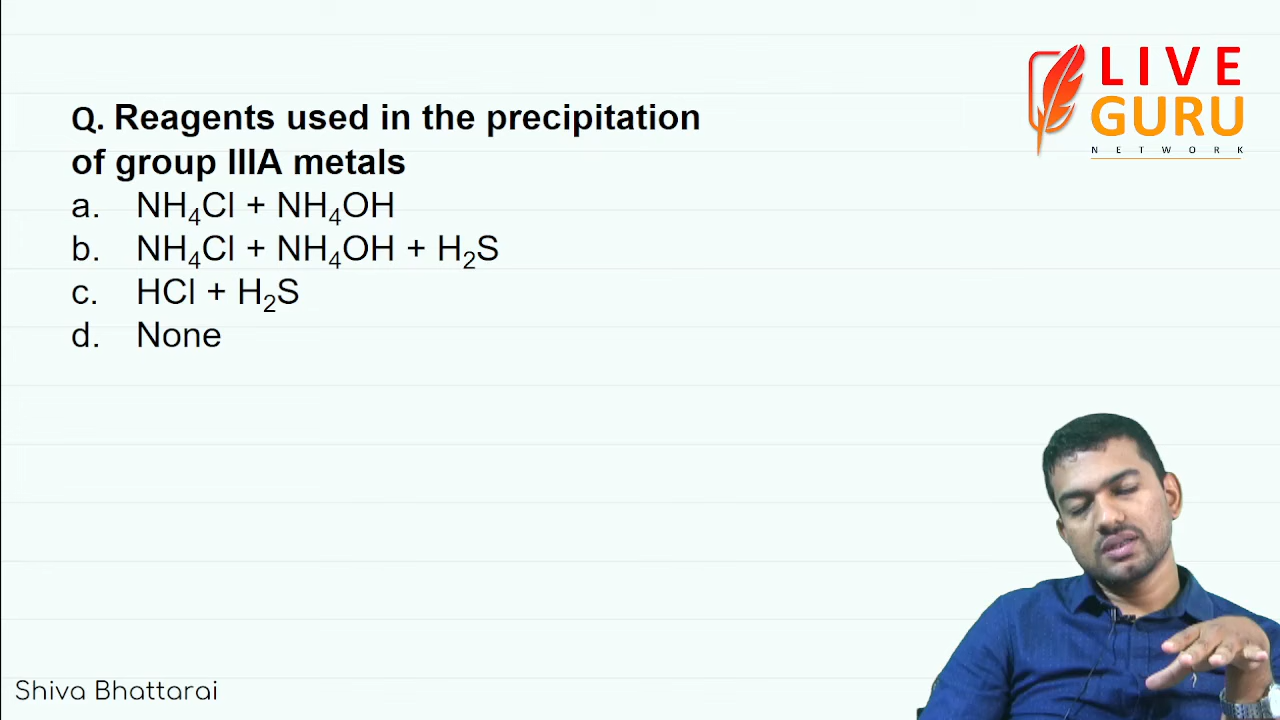 LIVE
GURU
NETWORK
Q. Reagents used in the precipitation
of group IIIA metals
a. NH₄Cl + NH₄OH
b. NH₄Cl + NH₄OH + H₂S
c. HCl + H₂S
d. None
Shiva Bhattarai